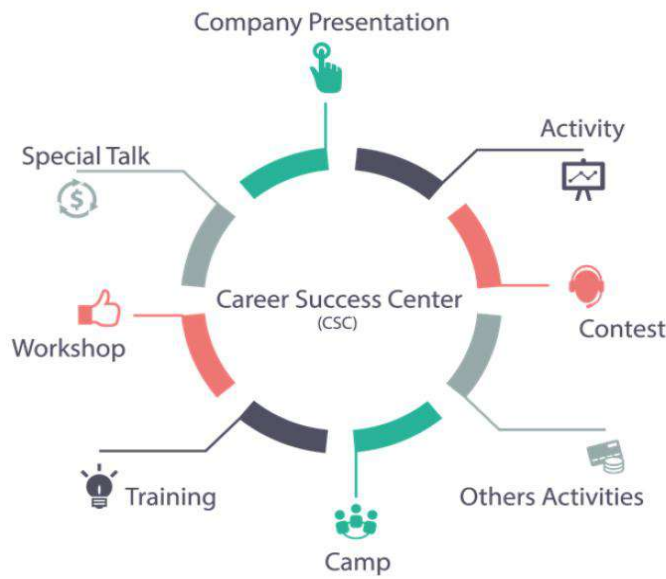 Company Presentation
Activity
Special Talk
$
Career Success Center
(CSC)
Contest
Workshop
Training
Others Activities
Camp